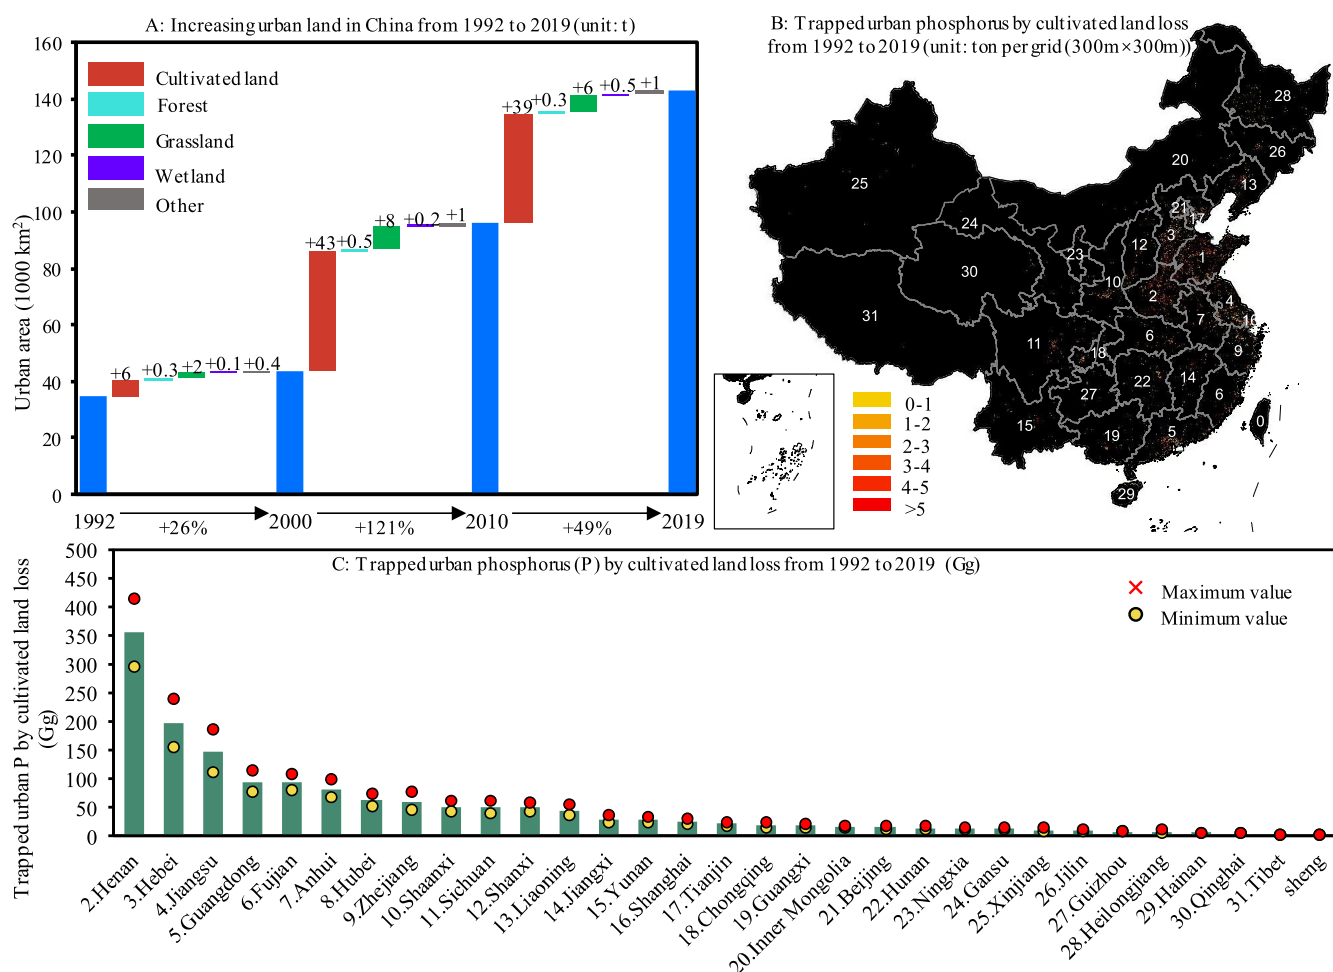 A: Increasing urban land in China from 1992 to 2019 (unit: t)
Urban area (1000 km²)
160
140
120
100
80
60
40
20
0
Cultivated land
Forest
Grassland
Wetland
Other
+6
+0.3
+2
+0.1
+0.4
+43
+0.5
+8
+0.2
+1
+39
+0.3
+6
+0.5
+1
1992
+26%
2000
+121%
2010
+49%
2019
B: Trapped urban phosphorus by cultivated land loss
from 1992 to 2019 (unit: ton per grid (300m×300m))
28
26
20
13
25
21
17
24
3
12
23
1
30
10
2
4
31
7
16
6
11
18
9
14
22
27
6
0
15
19
5
29
0-1
1-2
2-3
3-4
4-5
>5
C: Trapped urban phosphorus (P) by cultivated land loss from 1992 to 2019 (Gg)
Trapped urban P by cultivated land loss
(Gg)
500
450
400
350
300
250
200
150
100
50
0
Maximum value
Minimum value
2.Henan
3.Hebei
4.Jiangsu
5.Guangdong
6.Fujian
7.Anhui
8.Hubei
9.Zhejiang
10.Shaanxi
11.Sichuan
12.Shanxi
13.Liaoning
14.Jiangxi
15.Yunan
16.Shanghai
17.Tianjin
18.Chongqing
19.Guangxi
20.Inner Mongolia
21.Beijing
22.Hunan
23.Ningxia
24.Gansu
25.Xinjiang
26.Jilin
27.Guizhou
28.Heilongjiang
29.Hainan
30.Qinghai
31.Tibet
sheng